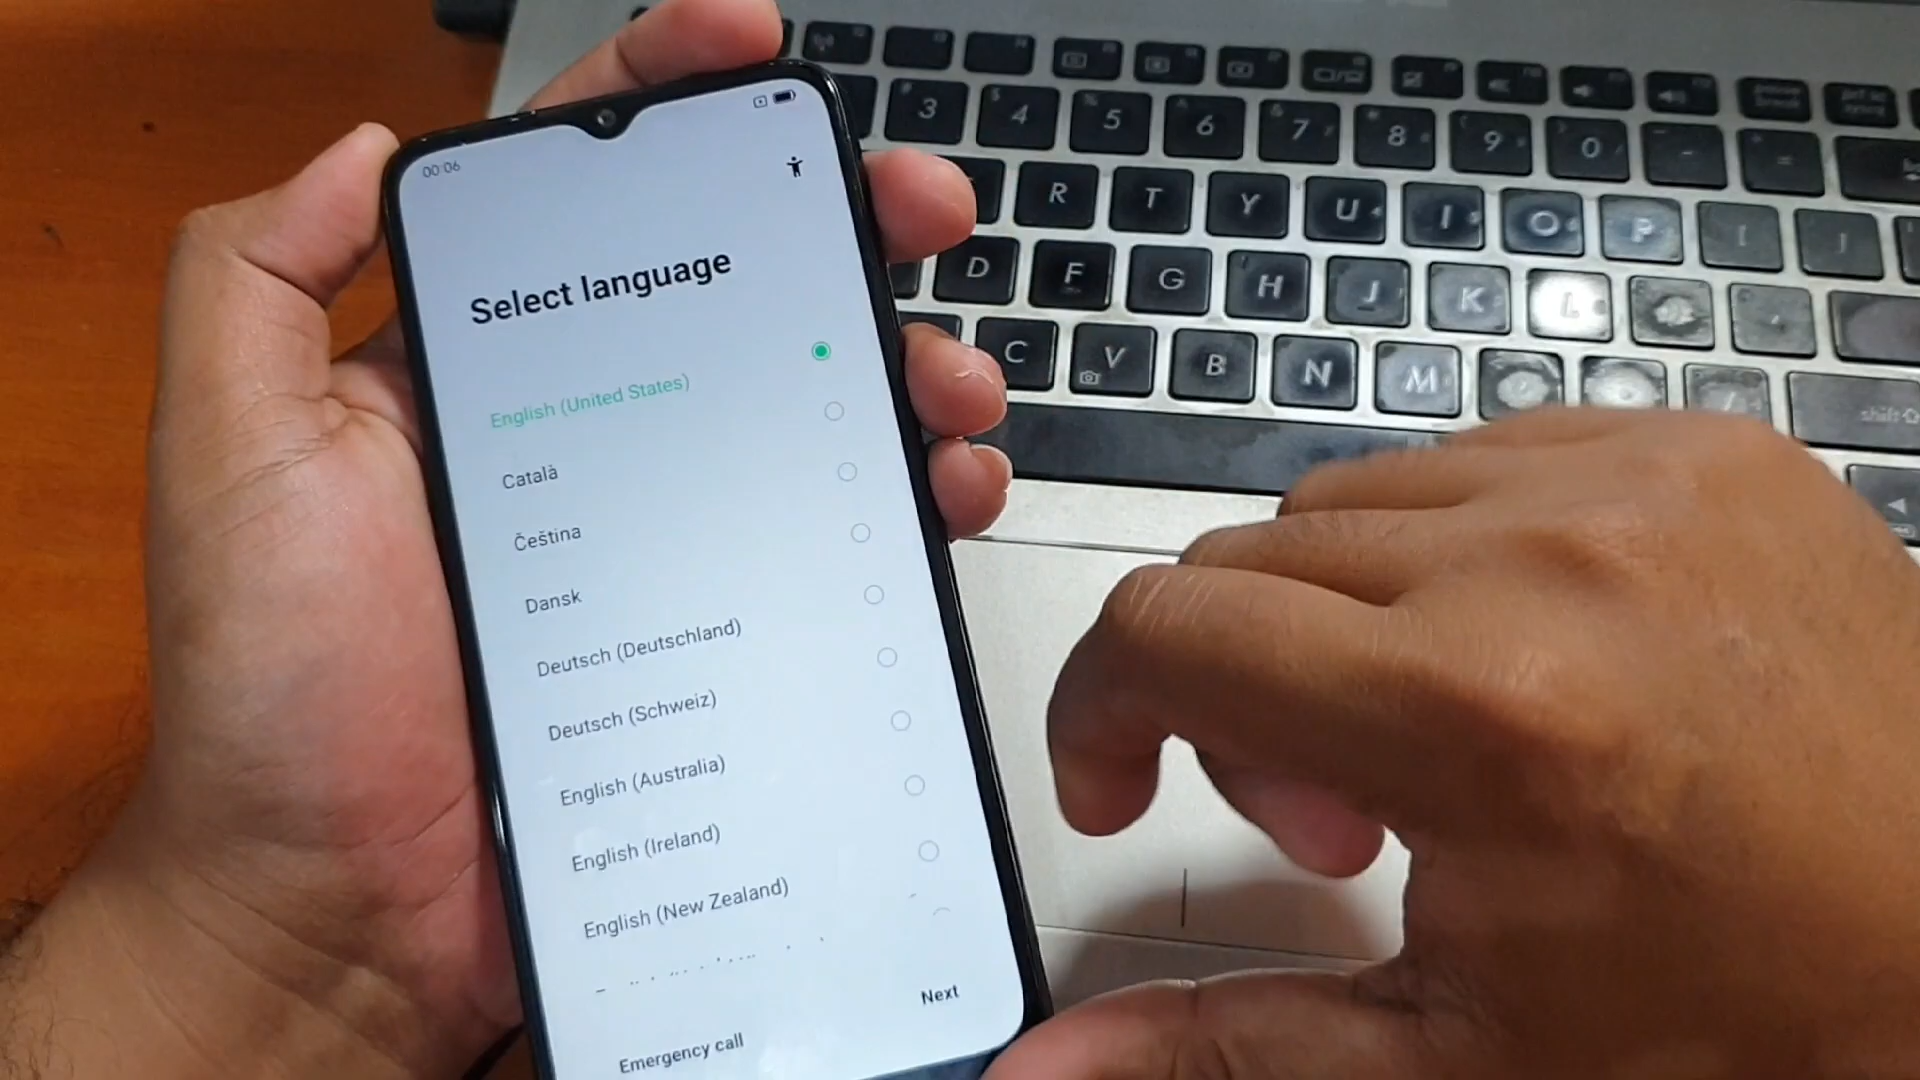 00:06
Select language
English (United States)
Català
Čeština
Dansk
Deutsch (Deutschland)
Deutsch (Schweiz)
English (Australia)
English (Ireland)
English (New Zealand)
Next
Emergency call
# 3 $ 4 % 5 ^ 6 & 7 * 8 ( 9 ) 0 - =
R T Y U I O P [ ]
D F G H J K L
C V B N M /
shift